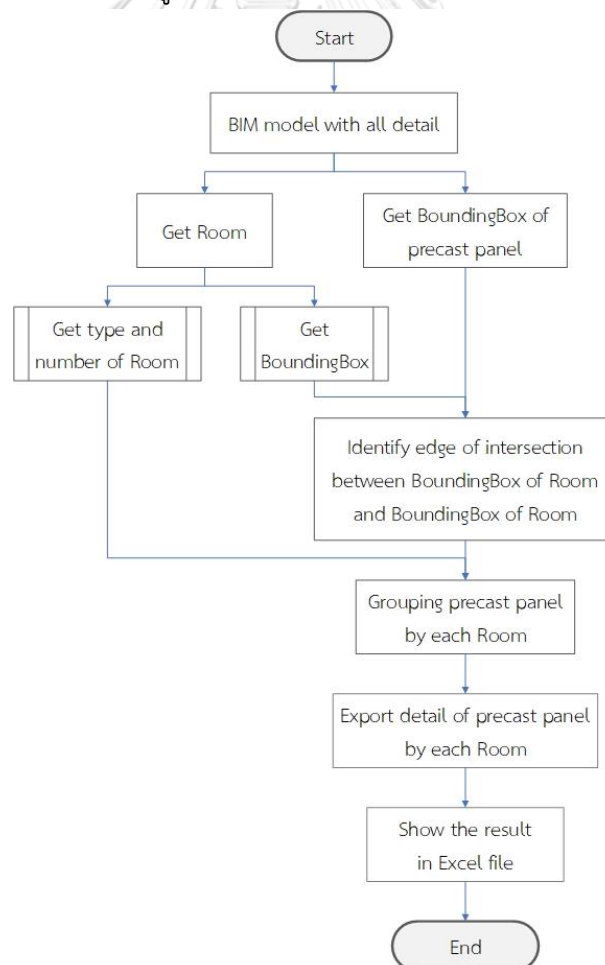 Start
BIM model with all detail
Get Room
Get BoundingBox of
precast panel
Get type and
number of Room
Get
BoundingBox
Identify edge of intersection
between BoundingBox of Room
and BoundingBox of Room
Grouping precast panel
by each Room
Export detail of precast panel
by each Room
Show the result
in Excel file
End